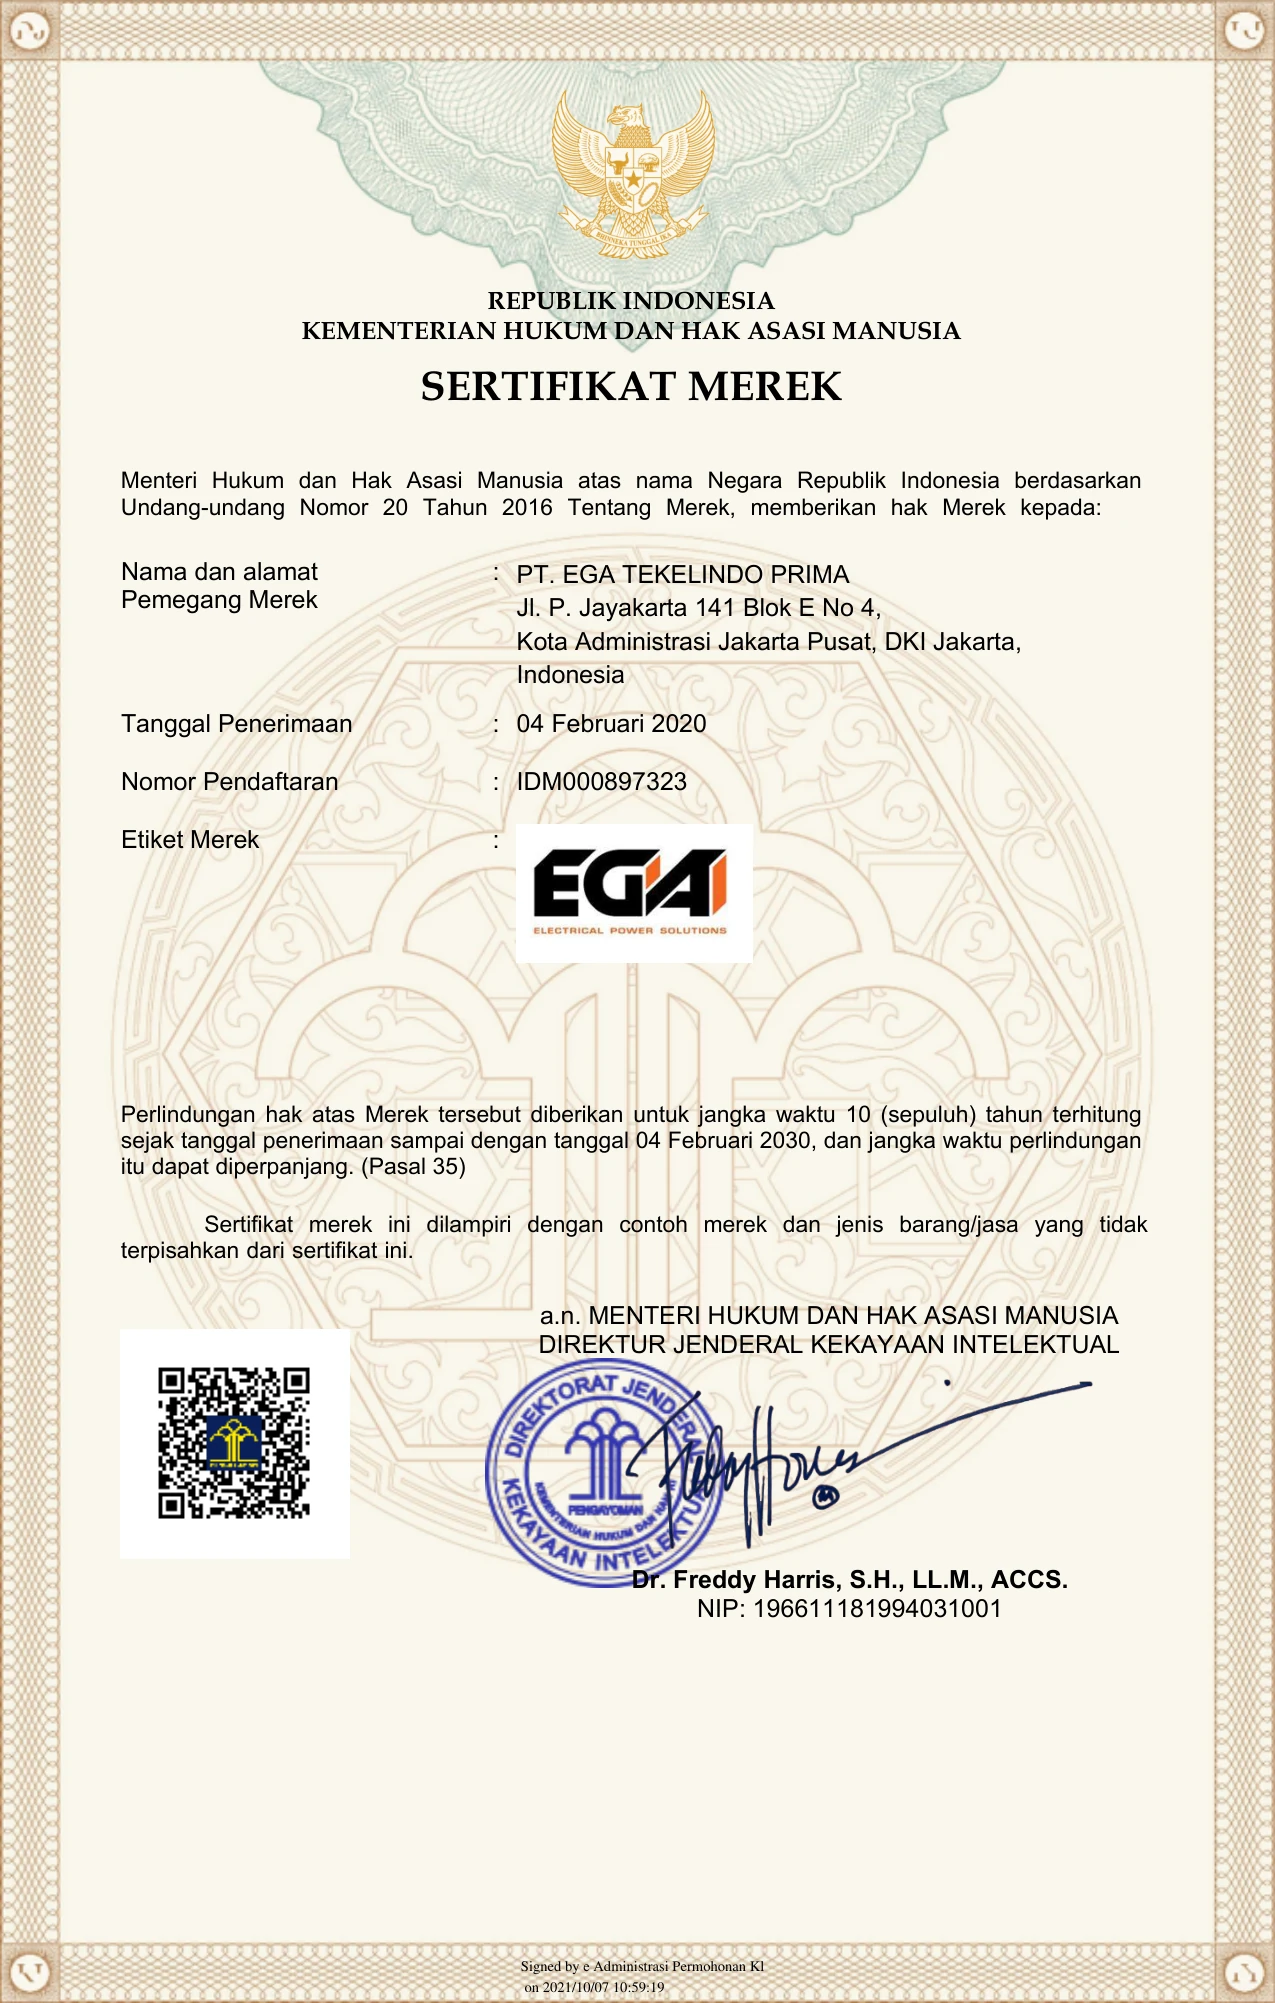 BHINNEKA TUNGGAL IKA
REPUBLIK INDONESIA
KEMENTERIAN HUKUM DAN HAK ASASI MANUSIA
SERTIFIKAT MEREK
Menteri Hukum dan Hak Asasi Manusia atas nama Negara Republik Indonesia berdasarkan
Undang-undang Nomor 20 Tahun 2016 Tentang Merek, memberikan hak Merek kepada:
Nama dan alamat : PT. EGA TEKELINDO PRIMA
Pemegang Merek
Jl. P. Jayakarta 141 Blok E No 4,
Kota Administrasi Jakarta Pusat, DKI Jakarta,
Indonesia
Tanggal Penerimaan : 04 Februari 2020
Nomor Pendaftaran : IDM000897323
Etiket Merek :
EGA
ELECTRICAL POWER SOLUTIONS
Perlindungan hak atas Merek tersebut diberikan untuk jangka waktu 10 (sepuluh) tahun terhitung
sejak tanggal penerimaan sampai dengan tanggal 04 Februari 2030, dan jangka waktu perlindungan
itu dapat diperpanjang. (Pasal 35)
Sertifikat merek ini dilampiri dengan contoh merek dan jenis barang/jasa yang tidak
terpisahkan dari sertifikat ini.
a.n. MENTERI HUKUM DAN HAK ASASI MANUSIA
DIREKTUR JENDERAL KEKAYAAN INTELEKTUAL
DIREKTORAT JENDERAL
KEKAYAAN INTELEKTUAL
PENGAYOMAN
KEMENTERIAN HUKUM DAN HAM
Dr. Freddy Harris, S.H., LL.M., ACCS.
NIP: 196611181994031001
Signed by e Administrasi Permohonan KI
on 2021/10/07 10:59:19